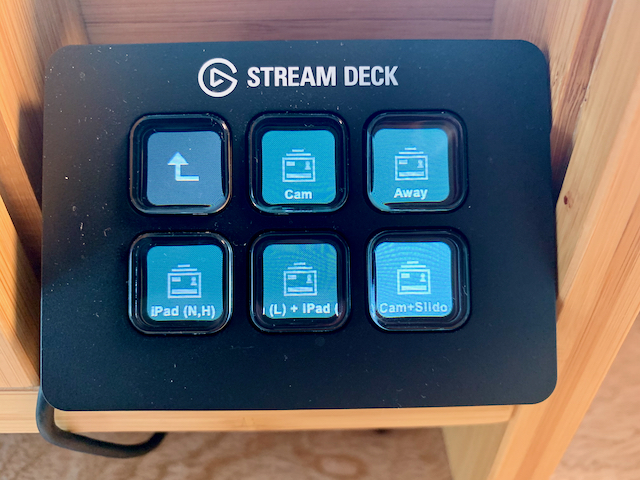 STREAM DECK
Cam
Away
iPad (N,H)
(L) + iPad (
Cam+Slido